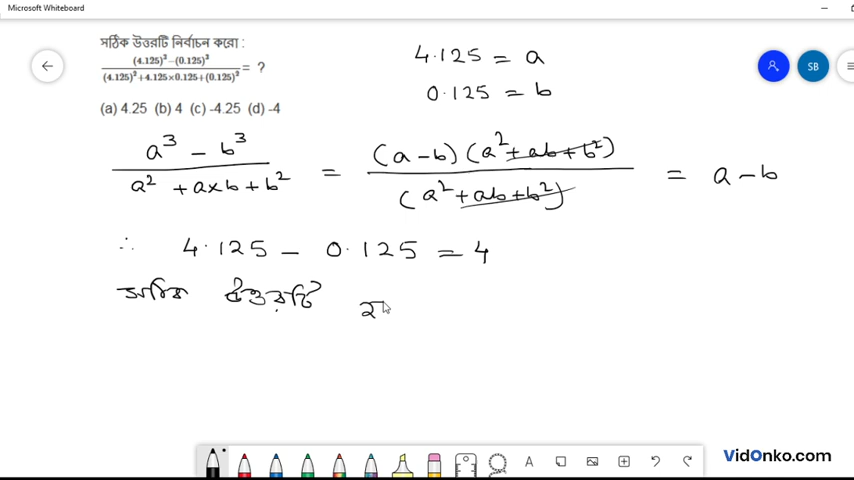 Microsoft Whiteboard
সঠিক উত্তরটি নির্বাচন করো :
(4.125)³ −(0.125)³
(4.125)²+4.125×0.125+(0.125)² = ?
(a) 4.25 (b) 4 (c) -4.25 (d) -4
4.125 = a
0.125 = b
SB
a³ − b³ / a² + a×b + b² = (a−b) (a² + ab + b²) / (a² + ab + b²) = a − b
∴ 4.125 − 0.125 = 4
সঠিক উত্তরটি
A
VidOnko.com